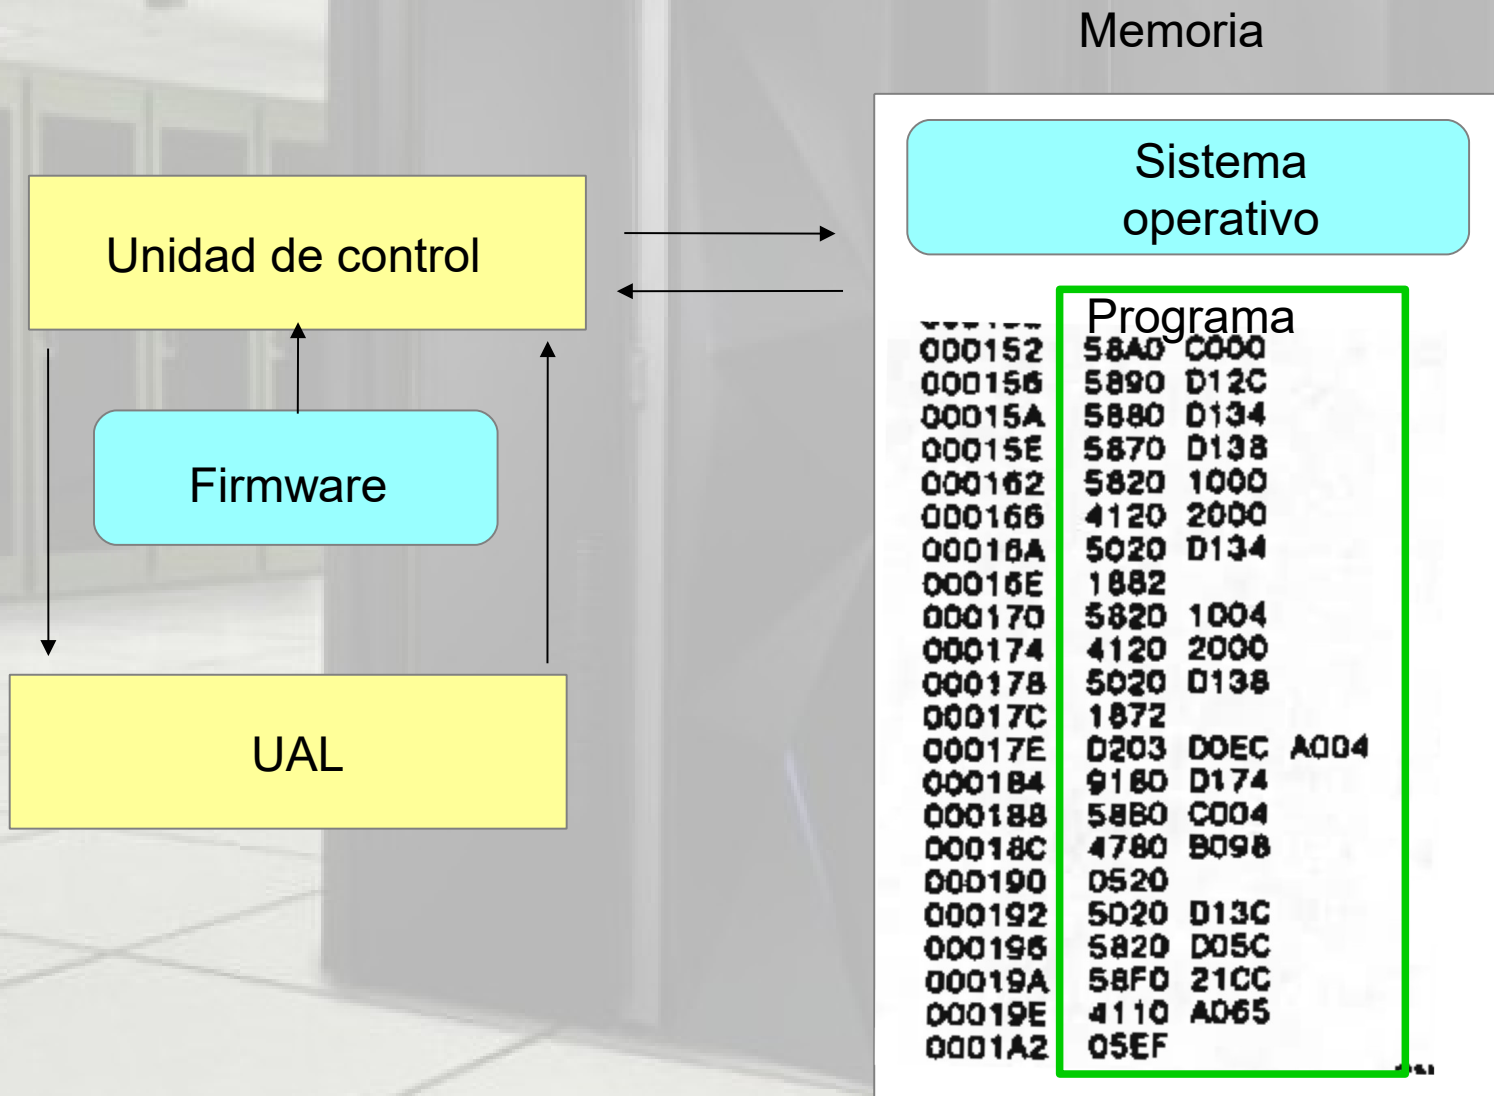 Memoria
Sistema
operativo
Unidad de control
Programa
000152 58A0 C000
000156 5890 D12C
00015A 5880 D134
00015E 5870 D138
000162 5820 1000
000166 4120 2000
00016A 5020 D134
00016E 1882
000170 5820 1004
000174 4120 2000
000178 5020 D138
00017C 1872
00017E D203 D0EC A004
000184 9180 D174
000188 58B0 C004
00018C 4780 B098
000190 0520
000192 5020 D13C
000196 5820 D05C
00019A 58F0 21CC
00019E 4110 A065
0001A2 05EF
Firmware
UAL